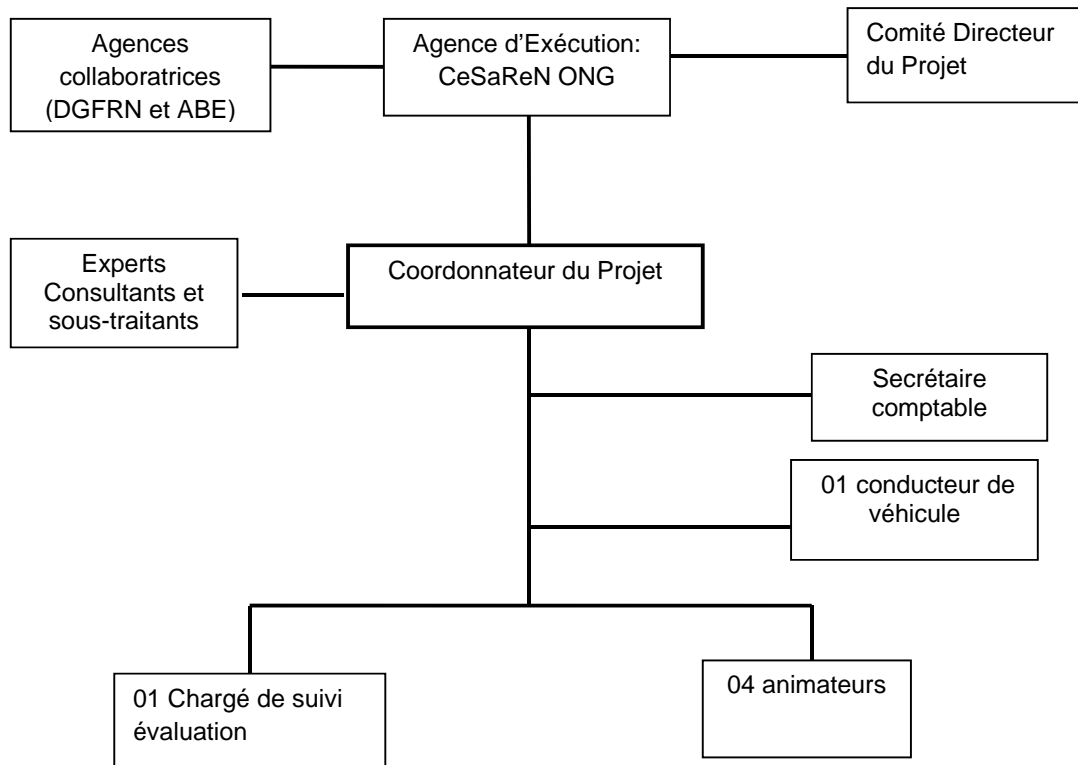 Agences
collaboratrices
(DGFRN et ABE)
Agence d’Exécution:
CeSaReN ONG
Comité Directeur
du Projet
Experts
Consultants et
sous-traitants
Coordonnateur du Projet
Secrétaire
comptable
01 conducteur de
véhicule
01 Chargé de suivi
évaluation
04 animateurs